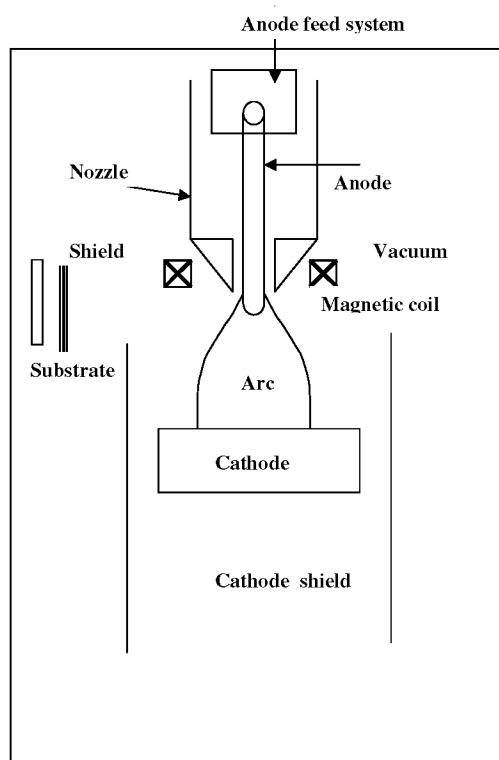 Anode feed system
Nozzle
Anode
Shield
Vacuum
Magnetic coil
Substrate
Arc
Cathode
Cathode shield